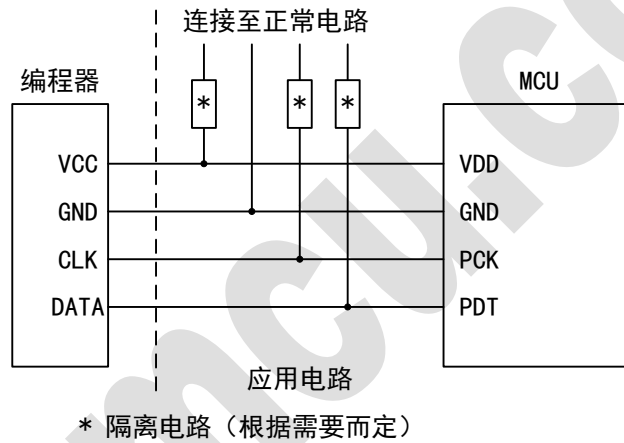 连接至正常电路
编程器
MCU
*
*
*
VCC
VDD
GND
GND
CLK
PCK
DATA
PDT
应用电路
* 隔离电路（根据需要而定）
mcu.c